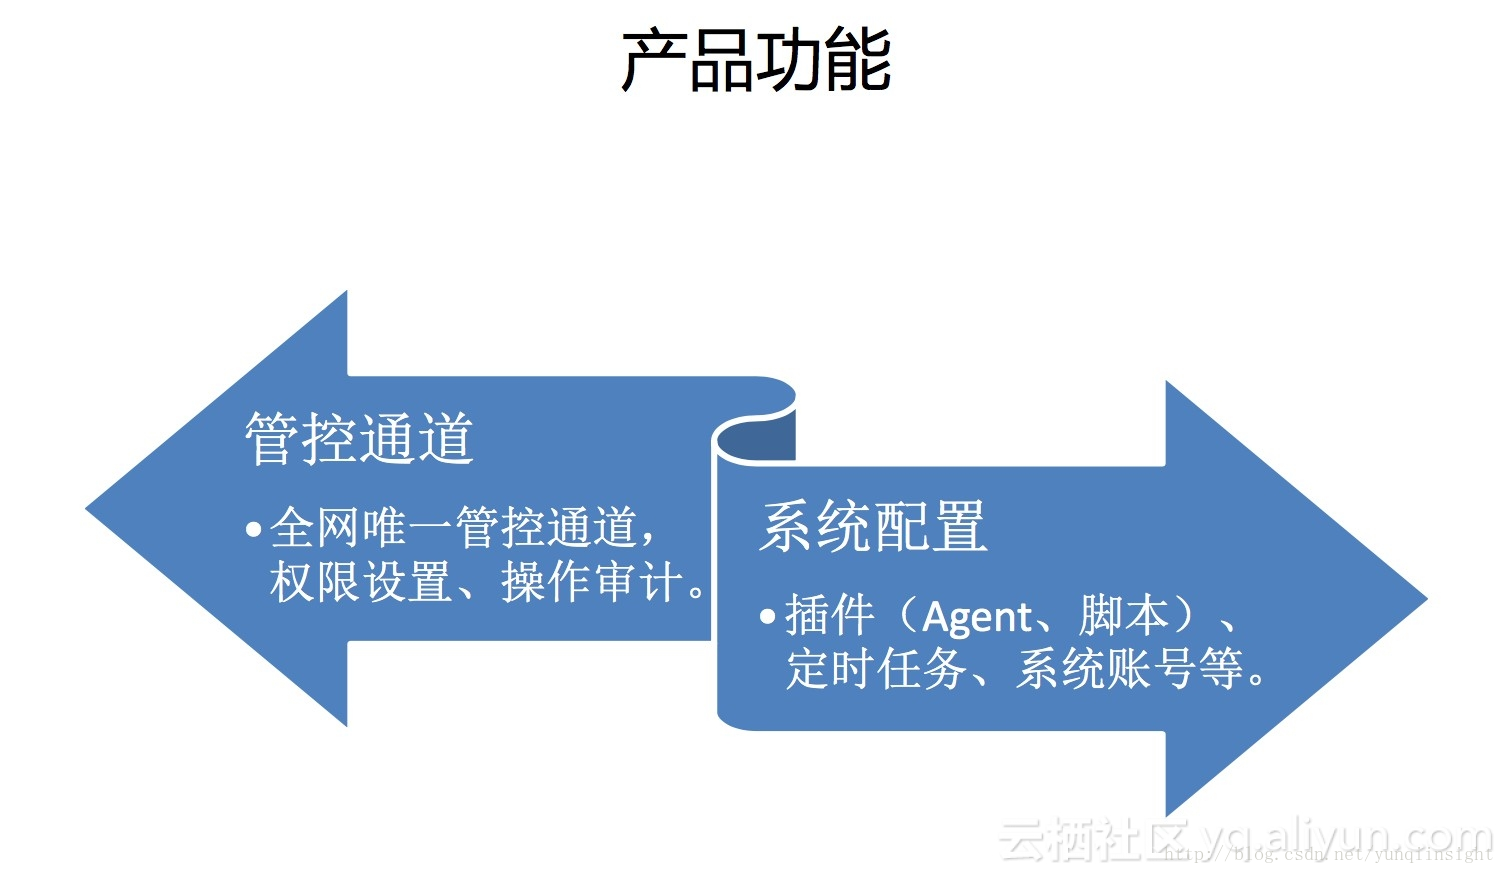 产品功能
管控通道
•全网唯一管控通道，
权限设置、操作审计。
系统配置
•插件（Agent、脚本）、
定时任务、系统账号等。
云栖社区 yq.aliyun.com
http://blog.csdn.net/yunqiinsight